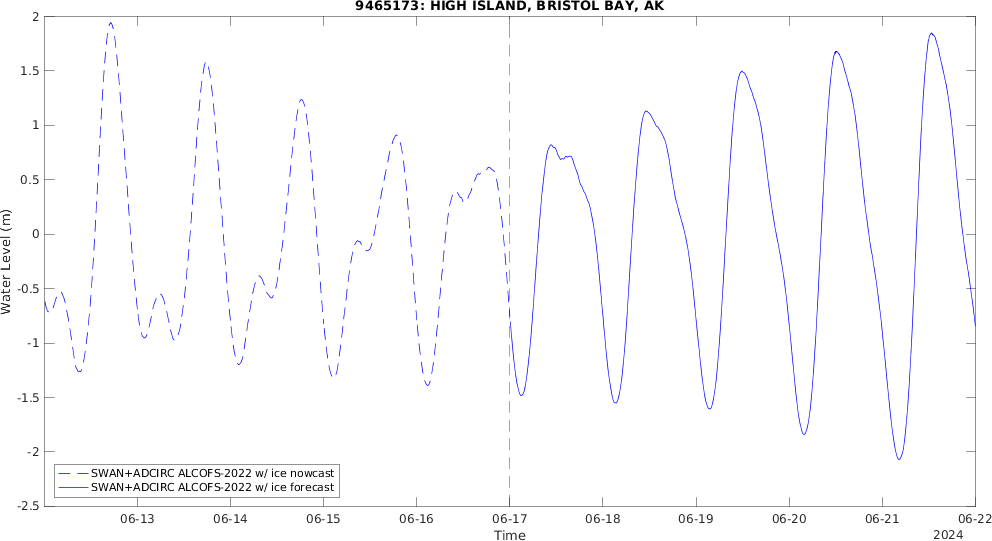 9465173: HIGH ISLAND, BRISTOL BAY, AK
2
1.5
1
0.5
0
-0.5
-1
-1.5
-2
-2.5
Water Level (m)
SWAN+ADCIRC ALCOFS-2022 w/ ice nowcast
SWAN+ADCIRC ALCOFS-2022 w/ ice forecast
06-13 06-14 06-15 06-16 06-17 06-18 06-19 06-20 06-21 06-22
Time
2024